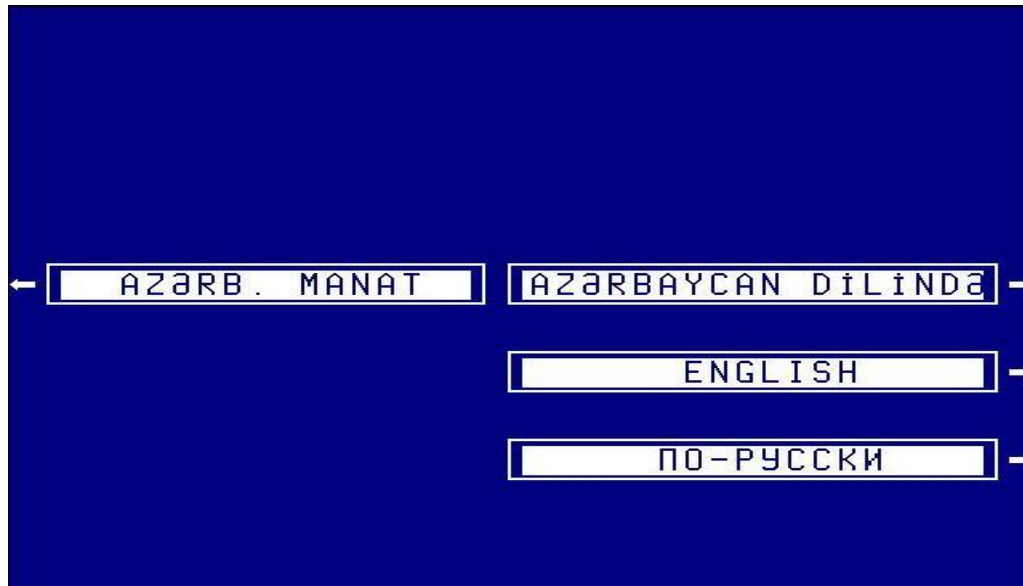 AZƏRB. MANAT
AZƏRBAYCAN DİLİNDƏ
ENGLISH
ПО-РУССКИ